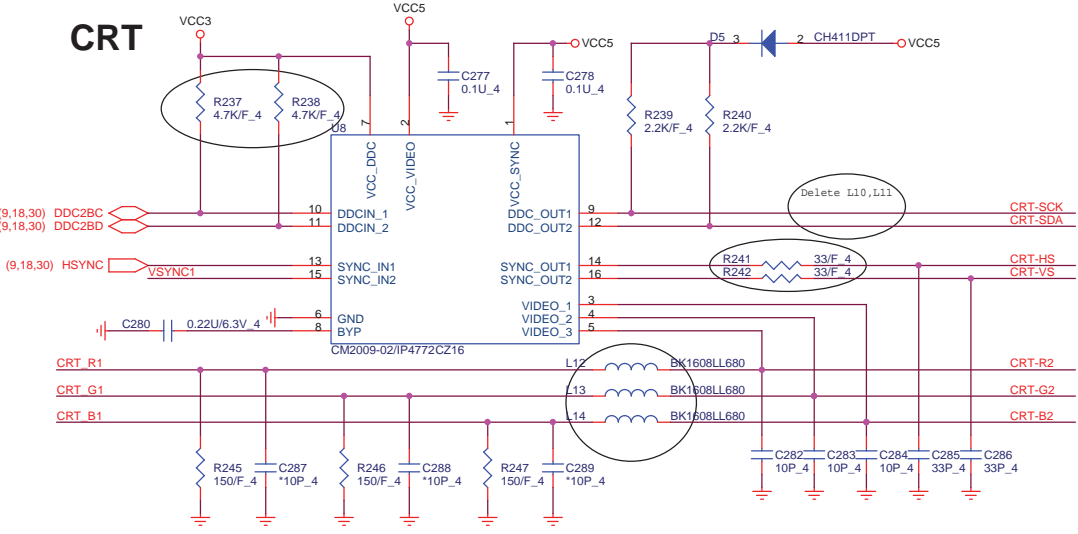 CRT
VCC3
VCC5
VCC5
D5 3
2 CH411DPT
VCC5
C277
0.1U_4
C278
0.1U_4
R237
4.7K/F_4
R238
4.7K/F_4
R239
2.2K/F_4
R240
2.2K/F_4
U8
7
2
1
VCC_DDC
VCC_VIDEO
VCC_SYNC
Delete L10,L11
(9,18,30) DDC2BC
10
DDCIN_1
DDC_OUT1
9
CRT-SCK
(9,18,30) DDC2BD
11
DDCIN_2
DDC_OUT2
12
CRT-SDA
(9,18,30) HSYNC
13
SYNC_IN1
SYNC_OUT1
14
R241
33/F_4
CRT-HS
VSYNC1
15
SYNC_IN2
SYNC_OUT2
16
R242
33/F_4
CRT-VS
VIDEO_1
3
6
GND
VIDEO_2
4
C280
0.22U/6.3V_4
8
BYP
VIDEO_3
5
CM2009-02/IP4772CZ16
CRT_R1
L12
BK1608LL680
CRT-R2
CRT_G1
L13
BK1608LL680
CRT-G2
CRT_B1
L14
BK1608LL680
CRT-B2
R245
150/F_4
C287
*10P_4
R246
150/F_4
C288
*10P_4
R247
150/F_4
C289
*10P_4
C282
10P_4
C283
10P_4
C284
10P_4
C285
33P_4
C286
33P_4